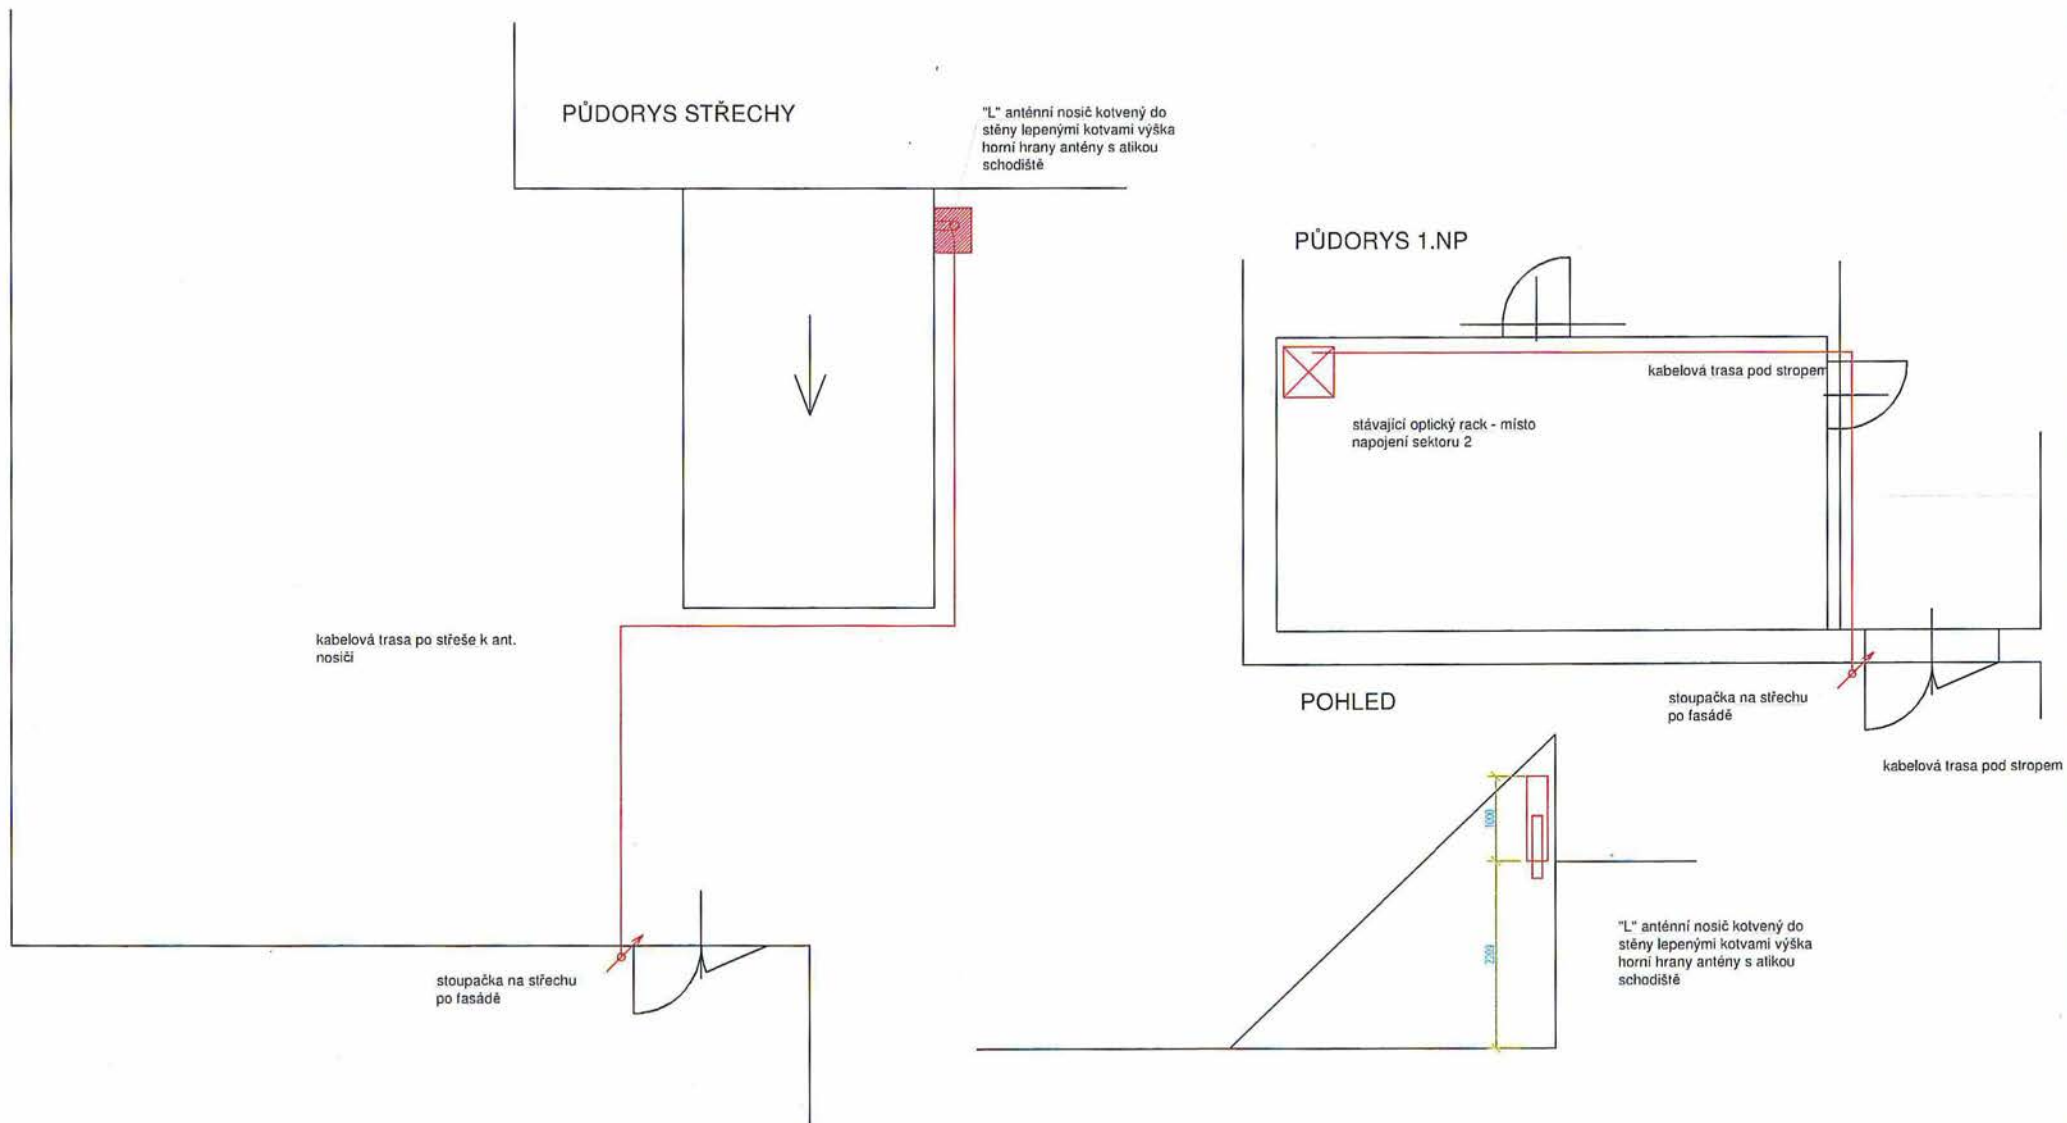 PŮDORYS STŘECHY
"L" anténní nosič kotvený do
stěny lepenými kotvami výška
horní hrany antény s atikou
schodiště
kabelová trasa po střeše k ant.
nosiči
stoupačka na střechu
po fasádě
PŮDORYS 1.NP
kabelová trasa pod stropem
stávající optický rack - místo
napojení sektoru 2
stoupačka na střechu
po fasádě
kabelová trasa pod stropem
POHLED
1000
2209
"L" anténní nosič kotvený do
stěny lepenými kotvami výška
horní hrany antény s atikou
schodiště